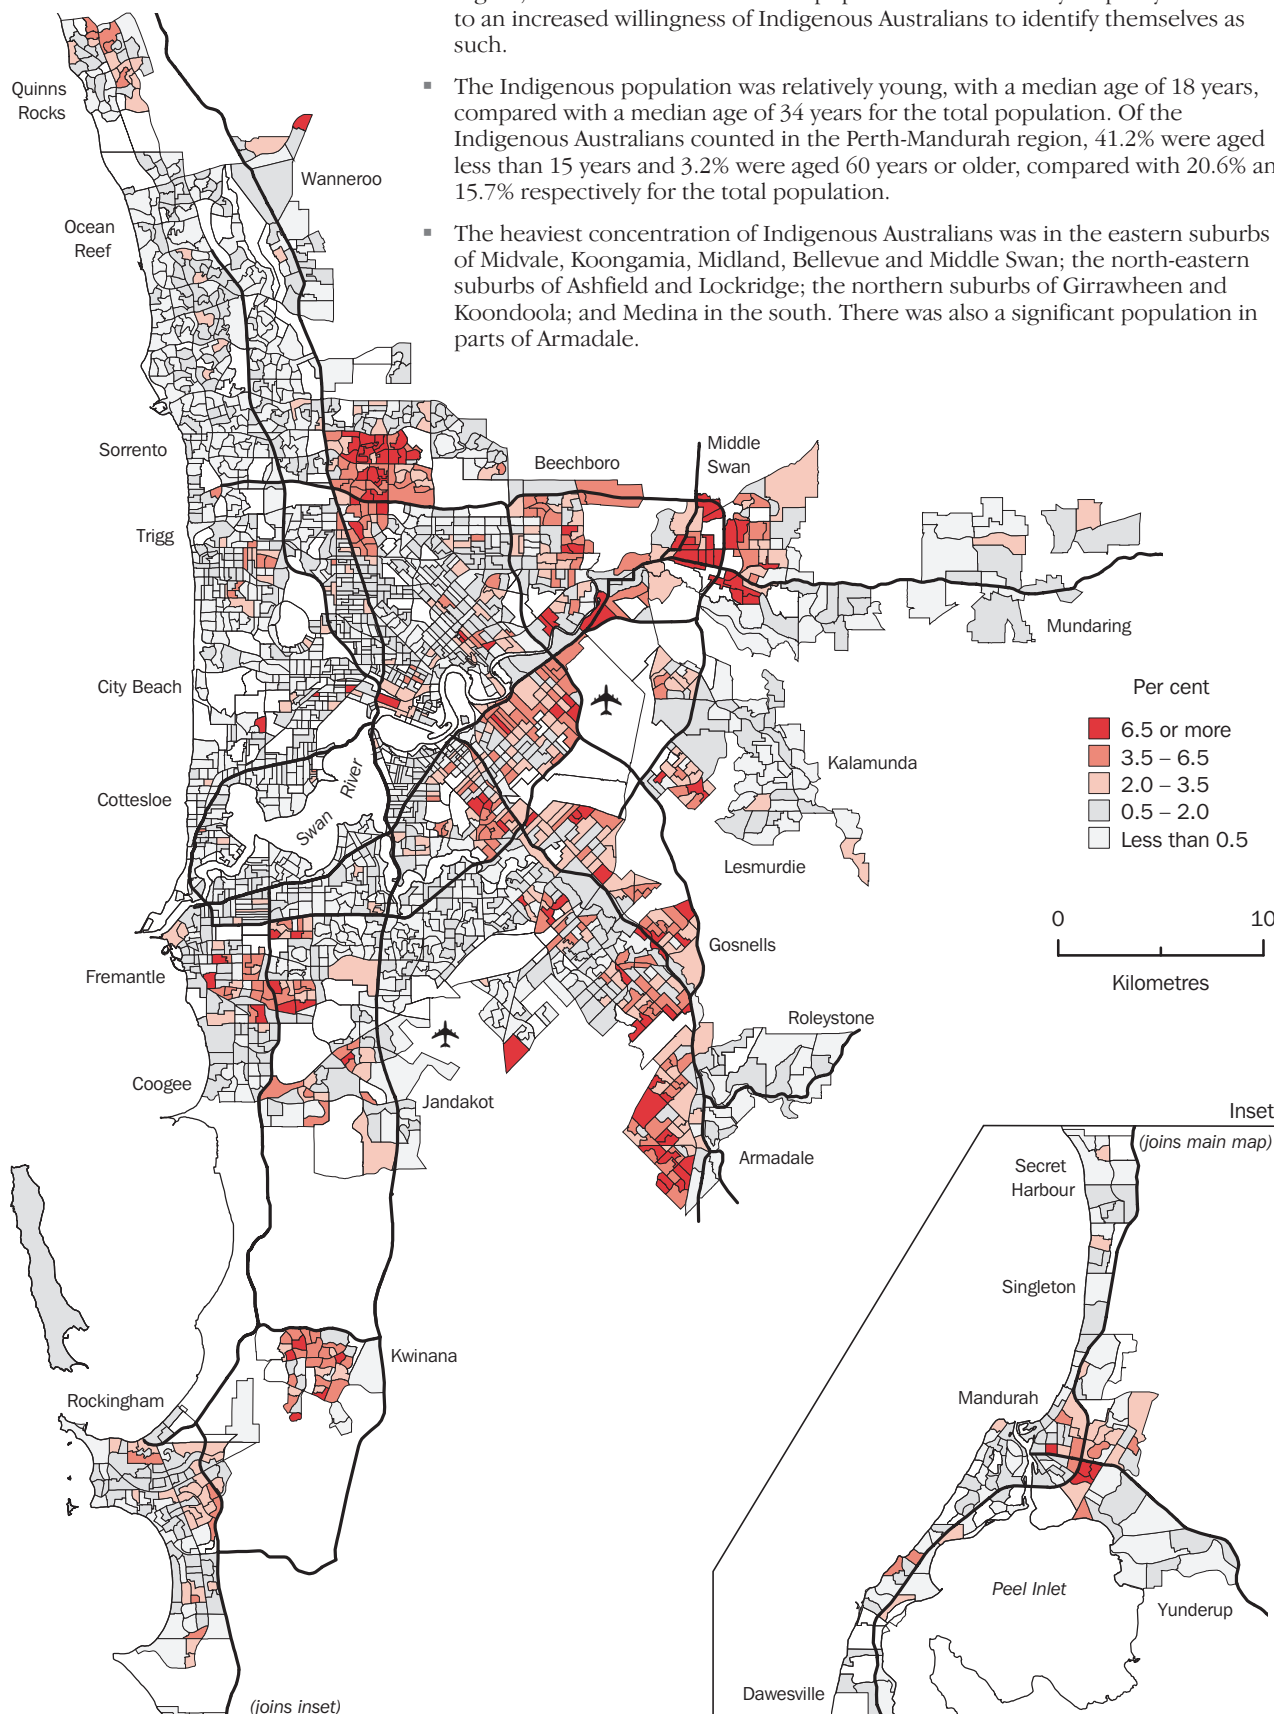 to an increased willingness of Indigenous Australians to identify themselves as
such.
▪ The Indigenous population was relatively young, with a median age of 18 years,
compared with a median age of 34 years for the total population. Of the
Indigenous Australians counted in the Perth-Mandurah region, 41.2% were aged
less than 15 years and 3.2% were aged 60 years or older, compared with 20.6% an
15.7% respectively for the total population.
▪ The heaviest concentration of Indigenous Australians was in the eastern suburbs
of Midvale, Koongamia, Midland, Bellevue and Middle Swan; the north-eastern
suburbs of Ashfield and Lockridge; the northern suburbs of Girrawheen and
Koondoola; and Medina in the south. There was also a significant population in
parts of Armadale.
Quinns
Rocks
Wanneroo
Ocean
Reef
Sorrento
Beechboro
Middle
Swan
Trigg
Mundaring
City Beach
Per cent
6.5 or more
3.5 – 6.5
2.0 – 3.5
0.5 – 2.0
Less than 0.5
Kalamunda
Cottesloe
Swan River
Lesmurdie
0 10
Kilometres
Gosnells
Fremantle
Roleystone
Coogee
Jandakot
Armadale
Inset
(joins main map)
Secret
Harbour
Singleton
Kwinana
Rockingham
Mandurah
Peel Inlet
Yunderup
Dawesville
(joins inset)